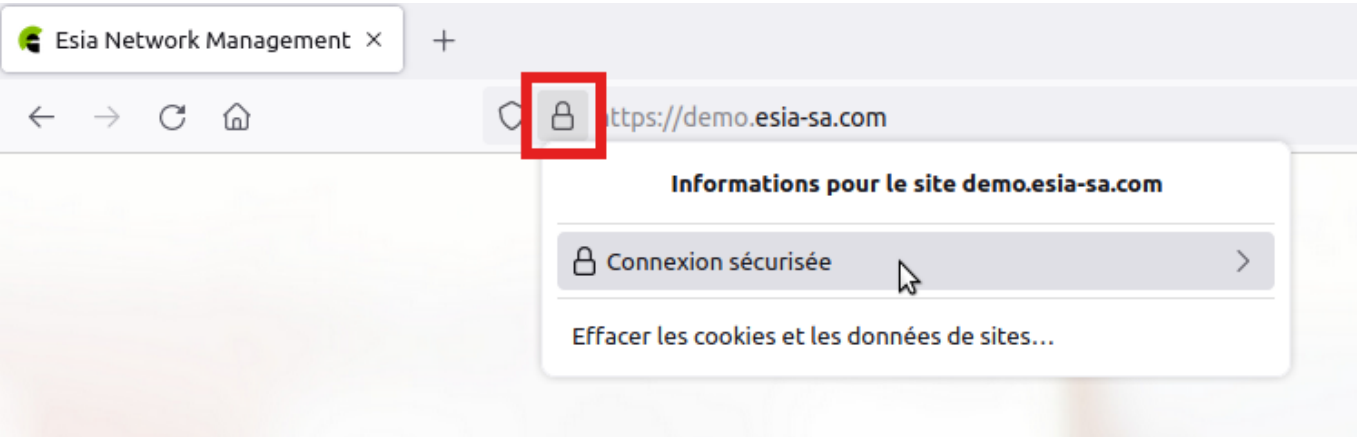 Esia Network Management
ttps://demo.esia-sa.com
Informations pour le site demo.esia-sa.com
Connexion sécurisée
Effacer les cookies et les données de sites…